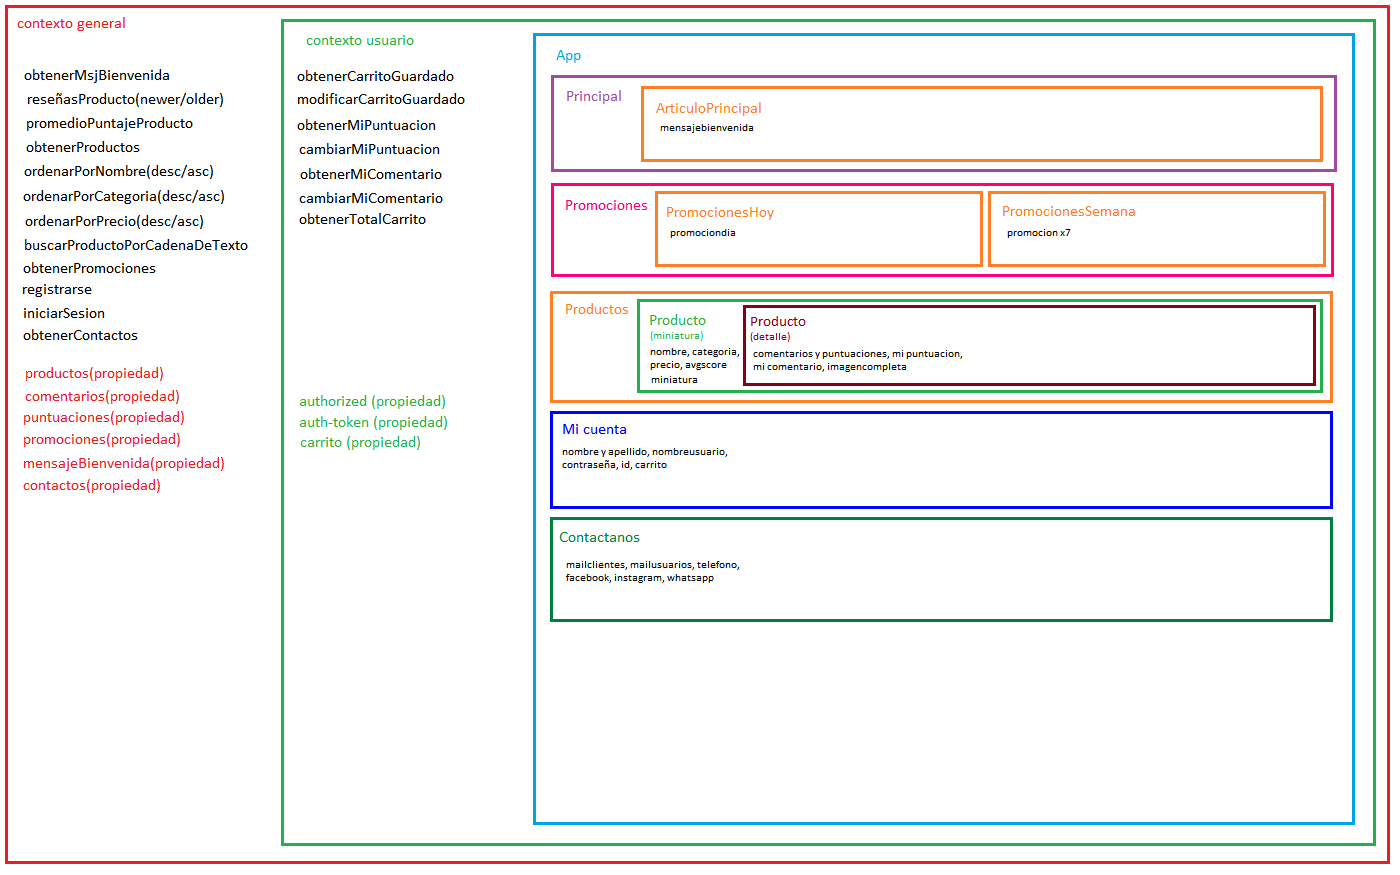 contexto general
obtenerMsjBienvenida
reseñasProducto(newer/older)
promedioPuntajeProducto
obtenerProductos
ordenarPorNombre(desc/asc)
ordenarPorCategoria(desc/asc)
ordenarPorPrecio(desc/asc)
buscarProductoPorCadenaDeTexto
obtenerPromociones
registrarse
iniciarSesion
obtenerContactos
productos(propiedad)
comentarios(propiedad)
puntuaciones(propiedad)
promociones(propiedad)
mensajeBienvenida(propiedad)
contactos(propiedad)
contexto usuario
obtenerCarritoGuardado
modificarCarritoGuardado
obtenerMiPuntuacion
cambiarMiPuntuacion
obtenerMiComentario
cambiarMiComentario
obtenerTotalCarrito
authorized (propiedad)
auth-token (propiedad)
carrito (propiedad)
App
Principal
ArticuloPrincipal
mensajebienvenida
Promociones
PromocionesHoy
promociondia
PromocionesSemana
promocion x7
Productos
Producto
(miniatura)
nombre, categoria,
precio, avgscore
miniatura
Producto
(detalle)
comentarios y puntuaciones, mi puntuacion,
mi comentario, imagencompleta
Mi cuenta
nombre y apellido, nombreusuario,
contraseña, id, carrito
Contactanos
mailclientes, mailusuarios, telefono,
facebook, instagram, whatsapp